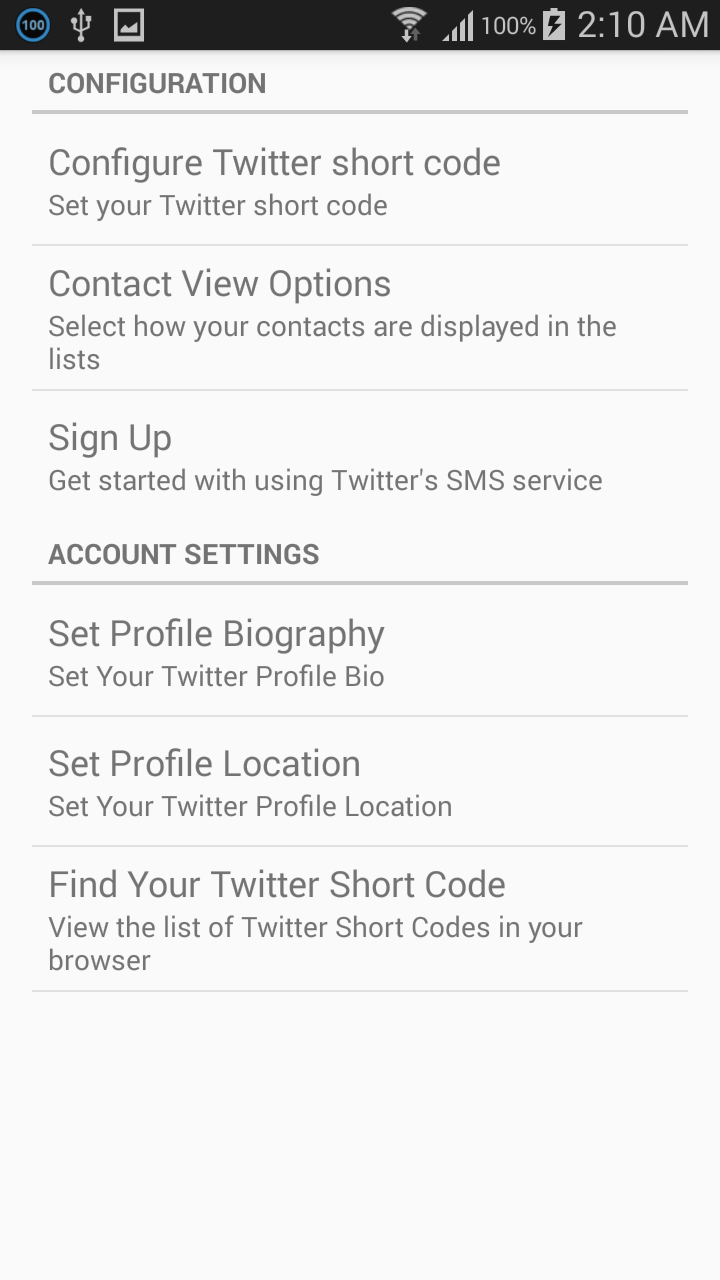 100 100% 2:10 AM
CONFIGURATION
Configure Twitter short code
Set your Twitter short code
Contact View Options
Select how your contacts are displayed in the
lists
Sign Up
Get started with using Twitter's SMS service
ACCOUNT SETTINGS
Set Profile Biography
Set Your Twitter Profile Bio
Set Profile Location
Set Your Twitter Profile Location
Find Your Twitter Short Code
View the list of Twitter Short Codes in your
browser